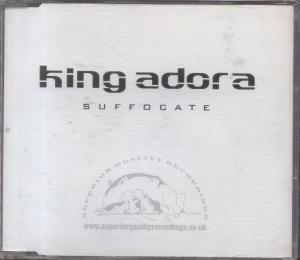 king adora
SUFFOCATE
SUPERIOR QUALITY RECORDINGS
www.superiorqualityrecordings.co.uk